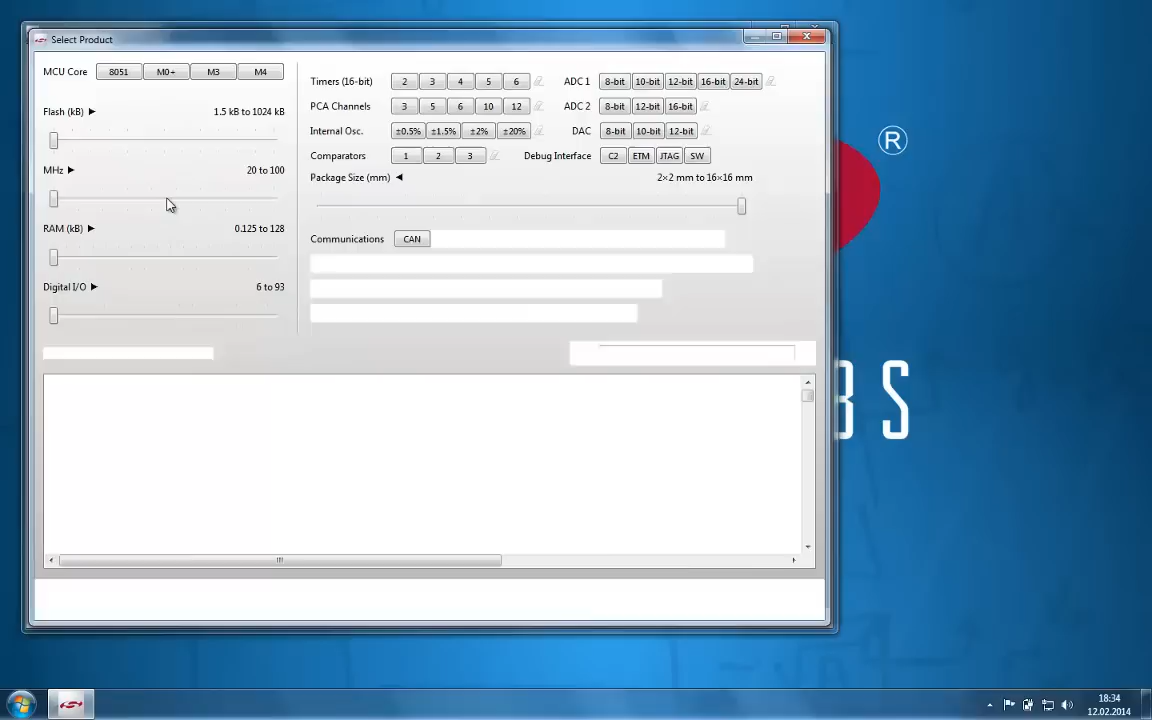 Select Product
MCU Core 8051 M0+ M3 M4
Flash (kB) 1.5 kB to 1024 kB
MHz 20 to 100
RAM (kB) 0.125 to 128
Digital I/O 6 to 93
Timers (16-bit) 2 3 4 5 6
PCA Channels 3 5 6 10 12
Internal Osc. ±0.5% ±1.5% ±2% ±20%
Comparators 1 2 3
ADC 1 8-bit 10-bit 12-bit 16-bit 24-bit
ADC 2 8-bit 12-bit 16-bit
DAC 8-bit 10-bit 12-bit
Debug Interface C2 ETM JTAG SW
Package Size (mm) 2×2 mm to 16×16 mm
Communications CAN
®
BS
18:34
12.02.2014